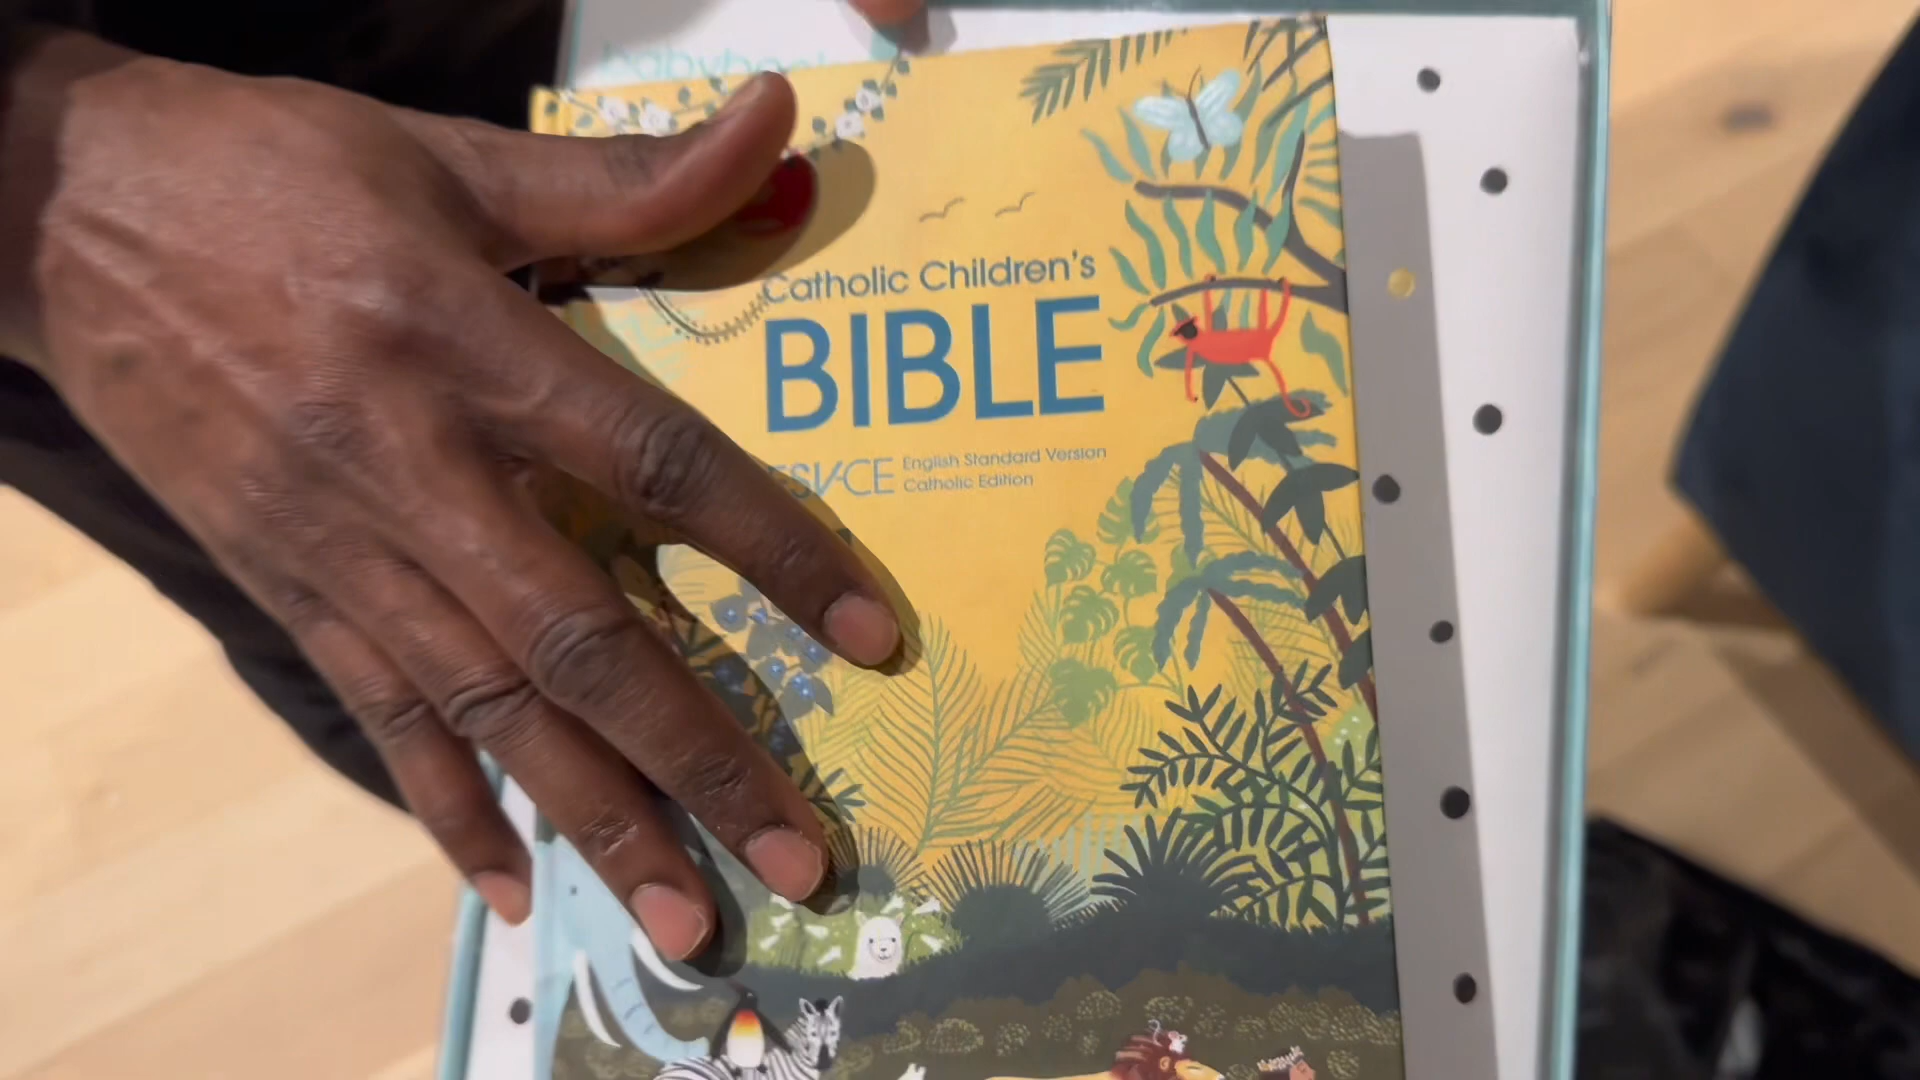 Catholic Children's
BIBLE
ESV-CE
English Standard Version
Catholic Edition